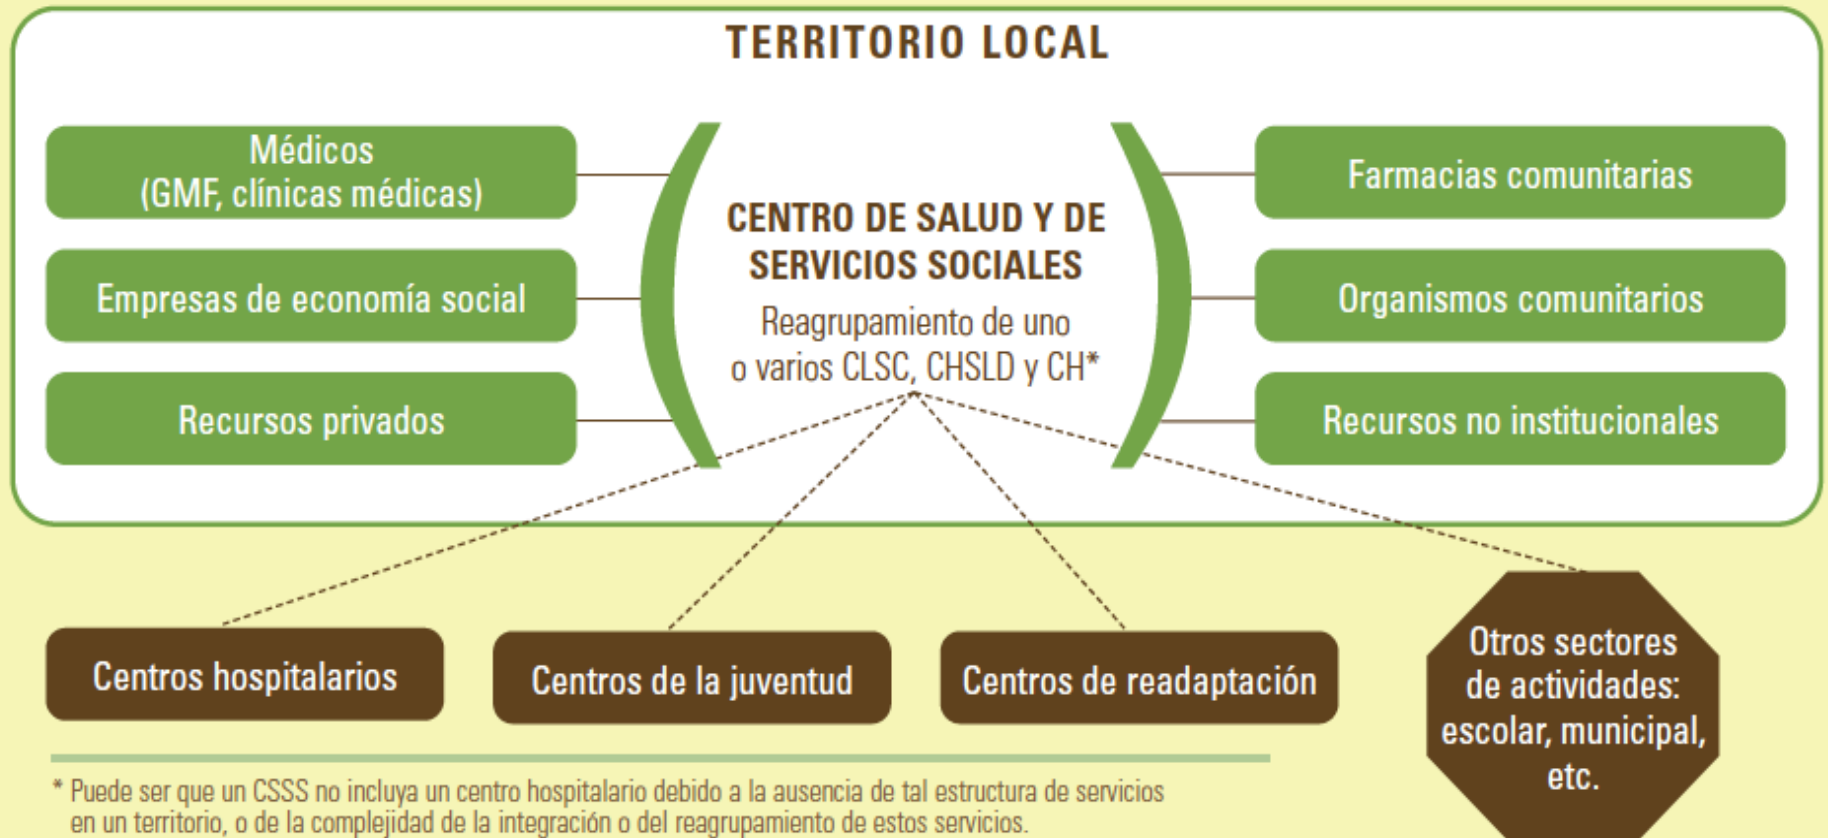 TERRITORIO LOCAL
Médicos
(GMF, clínicas médicas)
Empresas de economía social
Recursos privados
CENTRO DE SALUD Y DE
SERVICIOS SOCIALES
Reagrupamiento de uno
o varios CLSC, CHSLD y CH*
Farmacias comunitarias
Organismos comunitarios
Recursos no institucionales
Centros hospitalarios
Centros de la juventud
Centros de readaptación
Otros sectores
de actividades:
escolar, municipal,
etc.
* Puede ser que un CSSS no incluya un centro hospitalario debido a la ausencia de tal estructura de servicios
en un territorio, o de la complejidad de la integración o del reagrupamiento de estos servicios.